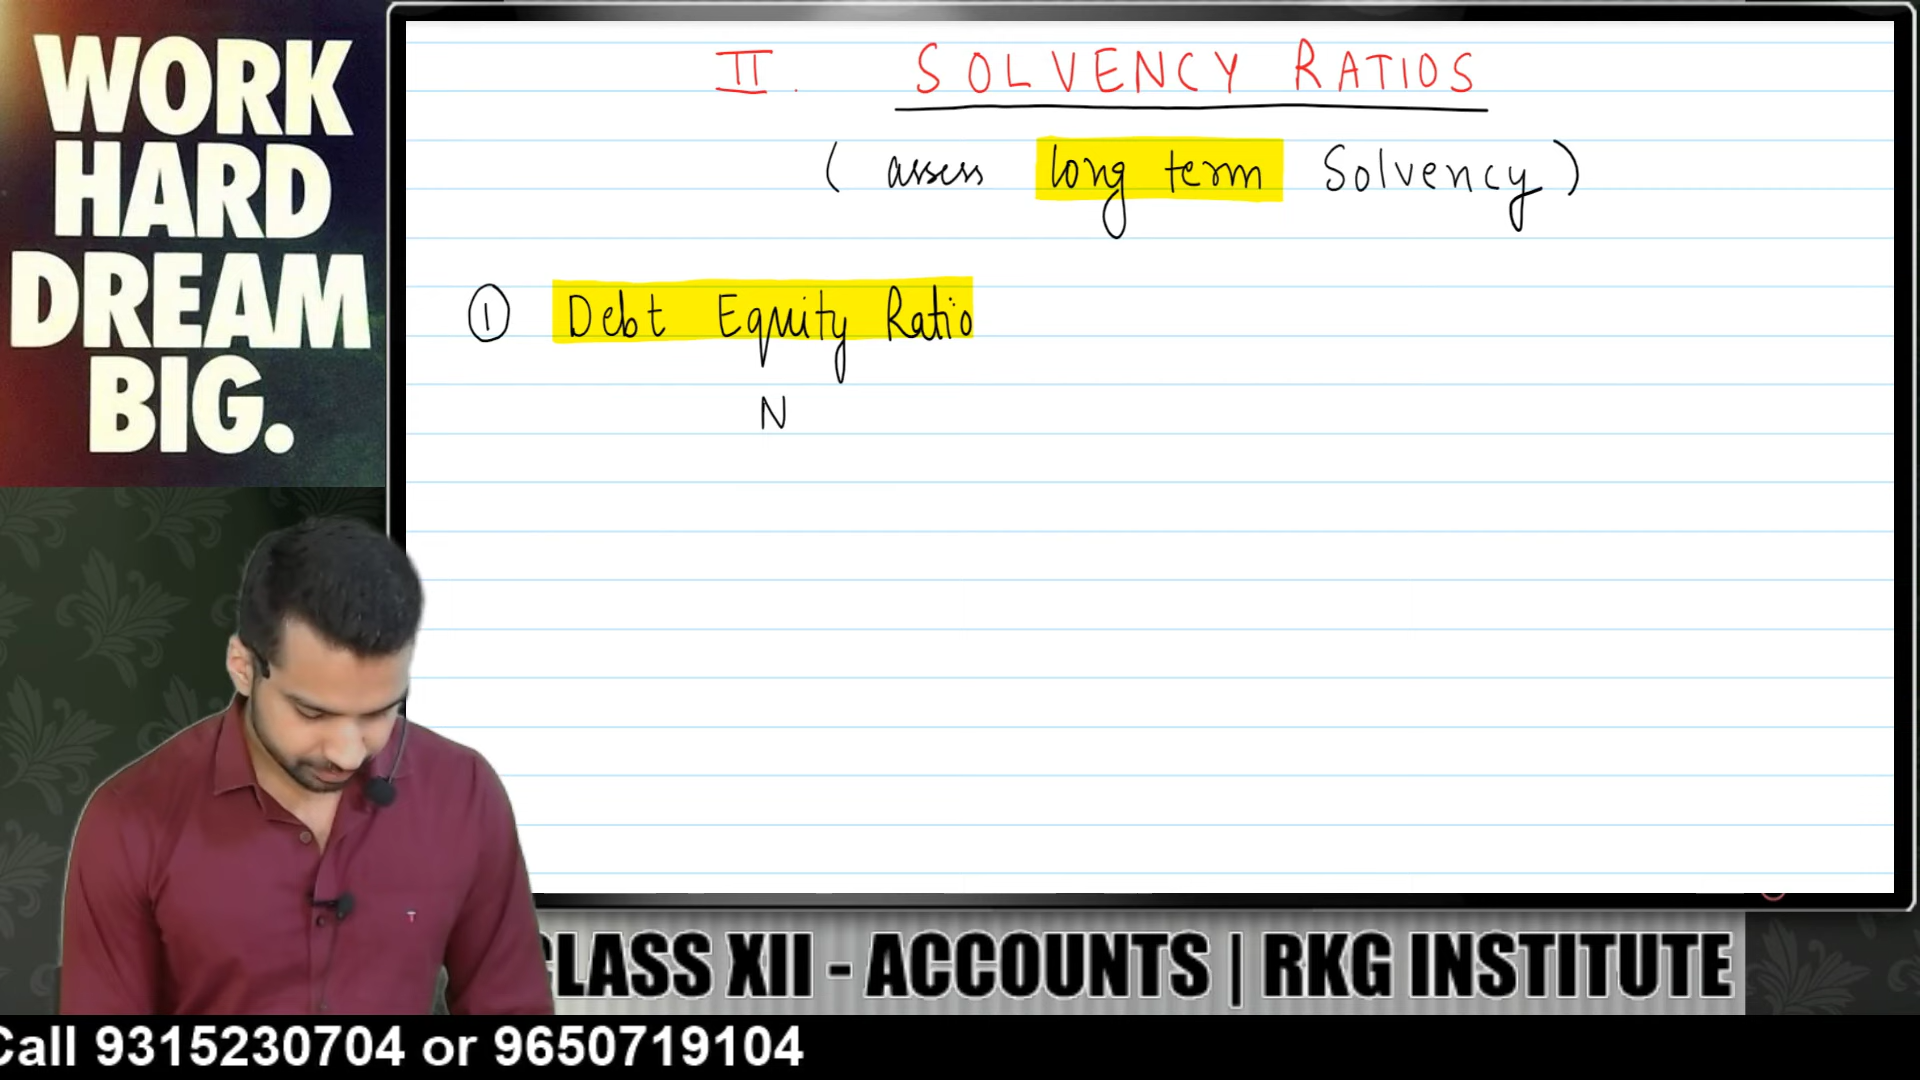 WORK
HARD
DREAM
BIG.
II. SOLVENCY RATIOS
(assess long term Solvency)
① Debt Equity Ratio
N
CLASS XII - ACCOUNTS | RKG INSTITUTE
Call 9315230704 or 9650719104